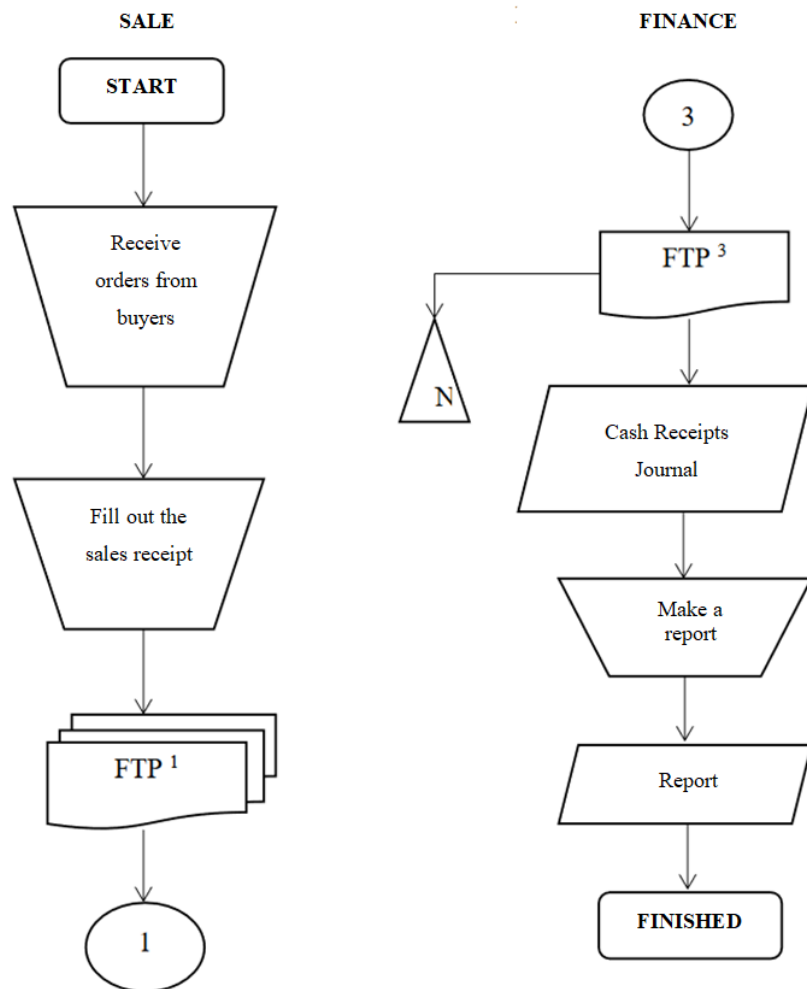 SALE
START
Receive
orders from
buyers
Fill out the
sales receipt
FTP 1
1
FINANCE
3
FTP 3
N
Cash Receipts
Journal
Make a
report
Report
FINISHED